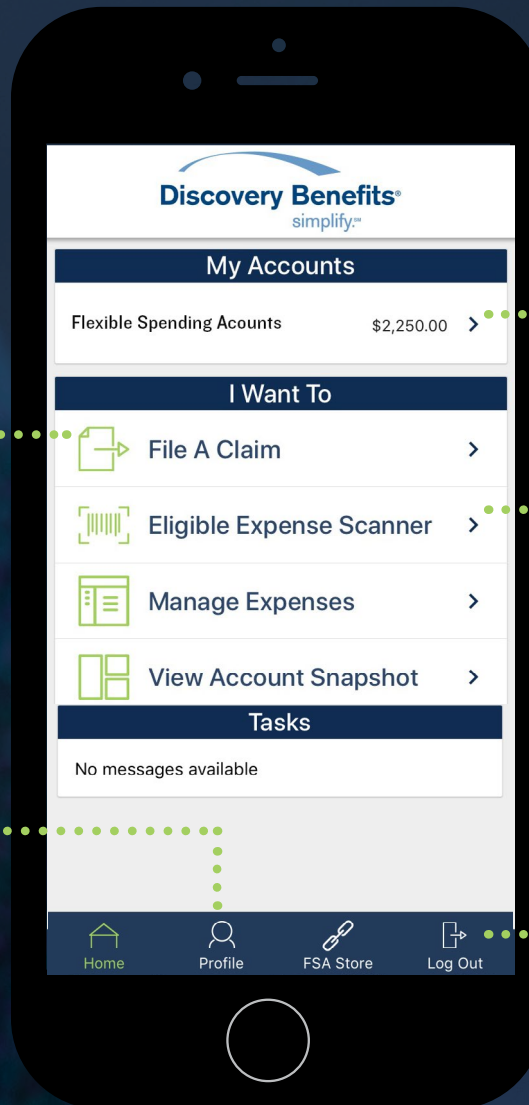 Discovery Benefits®
simplify.℠
My Accounts
Flexible Spending Acounts $2,250.00
I Want To
File A Claim
Eligible Expense Scanner
Manage Expenses
View Account Snapshot
Tasks
No messages available
Home Profile FSA Store Log Out